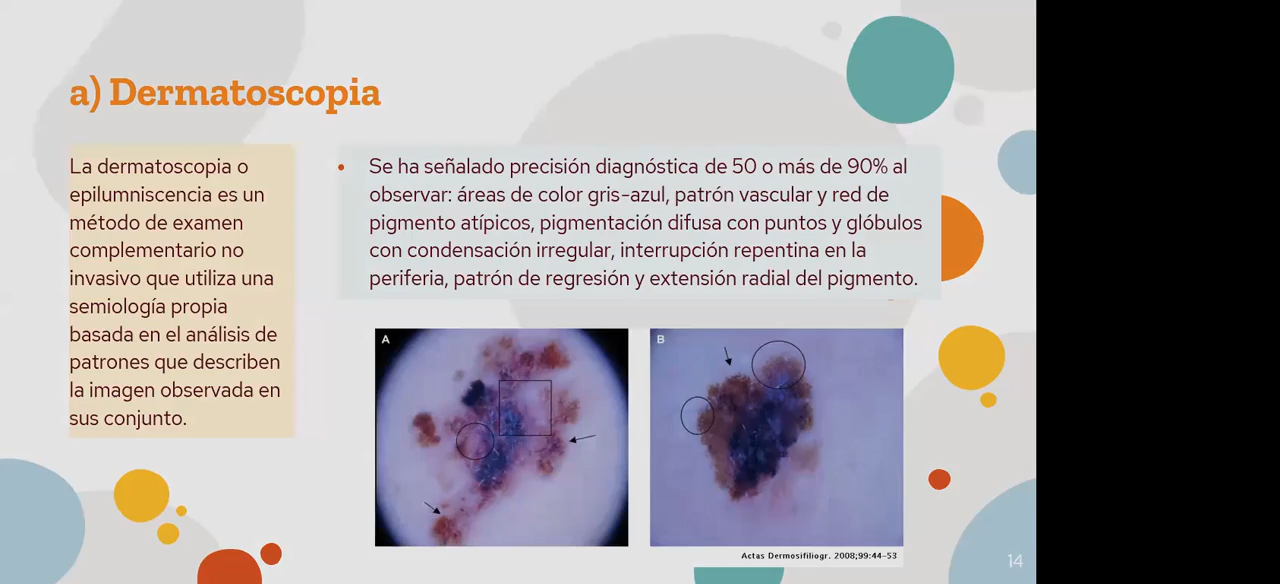 a) Dermatoscopia
La dermatoscopia o
epilumniscencia es un
método de examen
complementario no
invasivo que utiliza una
semiología propia
basada en el análisis de
patrones que describen
la imagen observada en
sus conjunto.
• Se ha señalado precisión diagnóstica de 50 o más de 90% al
observar: áreas de color gris-azul, patrón vascular y red de
pigmento atípicos, pigmentación difusa con puntos y glóbulos
con condensación irregular, interrupción repentina en la
periferia, patrón de regresión y extensión radial del pigmento.
A
B
Actas Dermosifiliogr. 2008;99:44-53
14